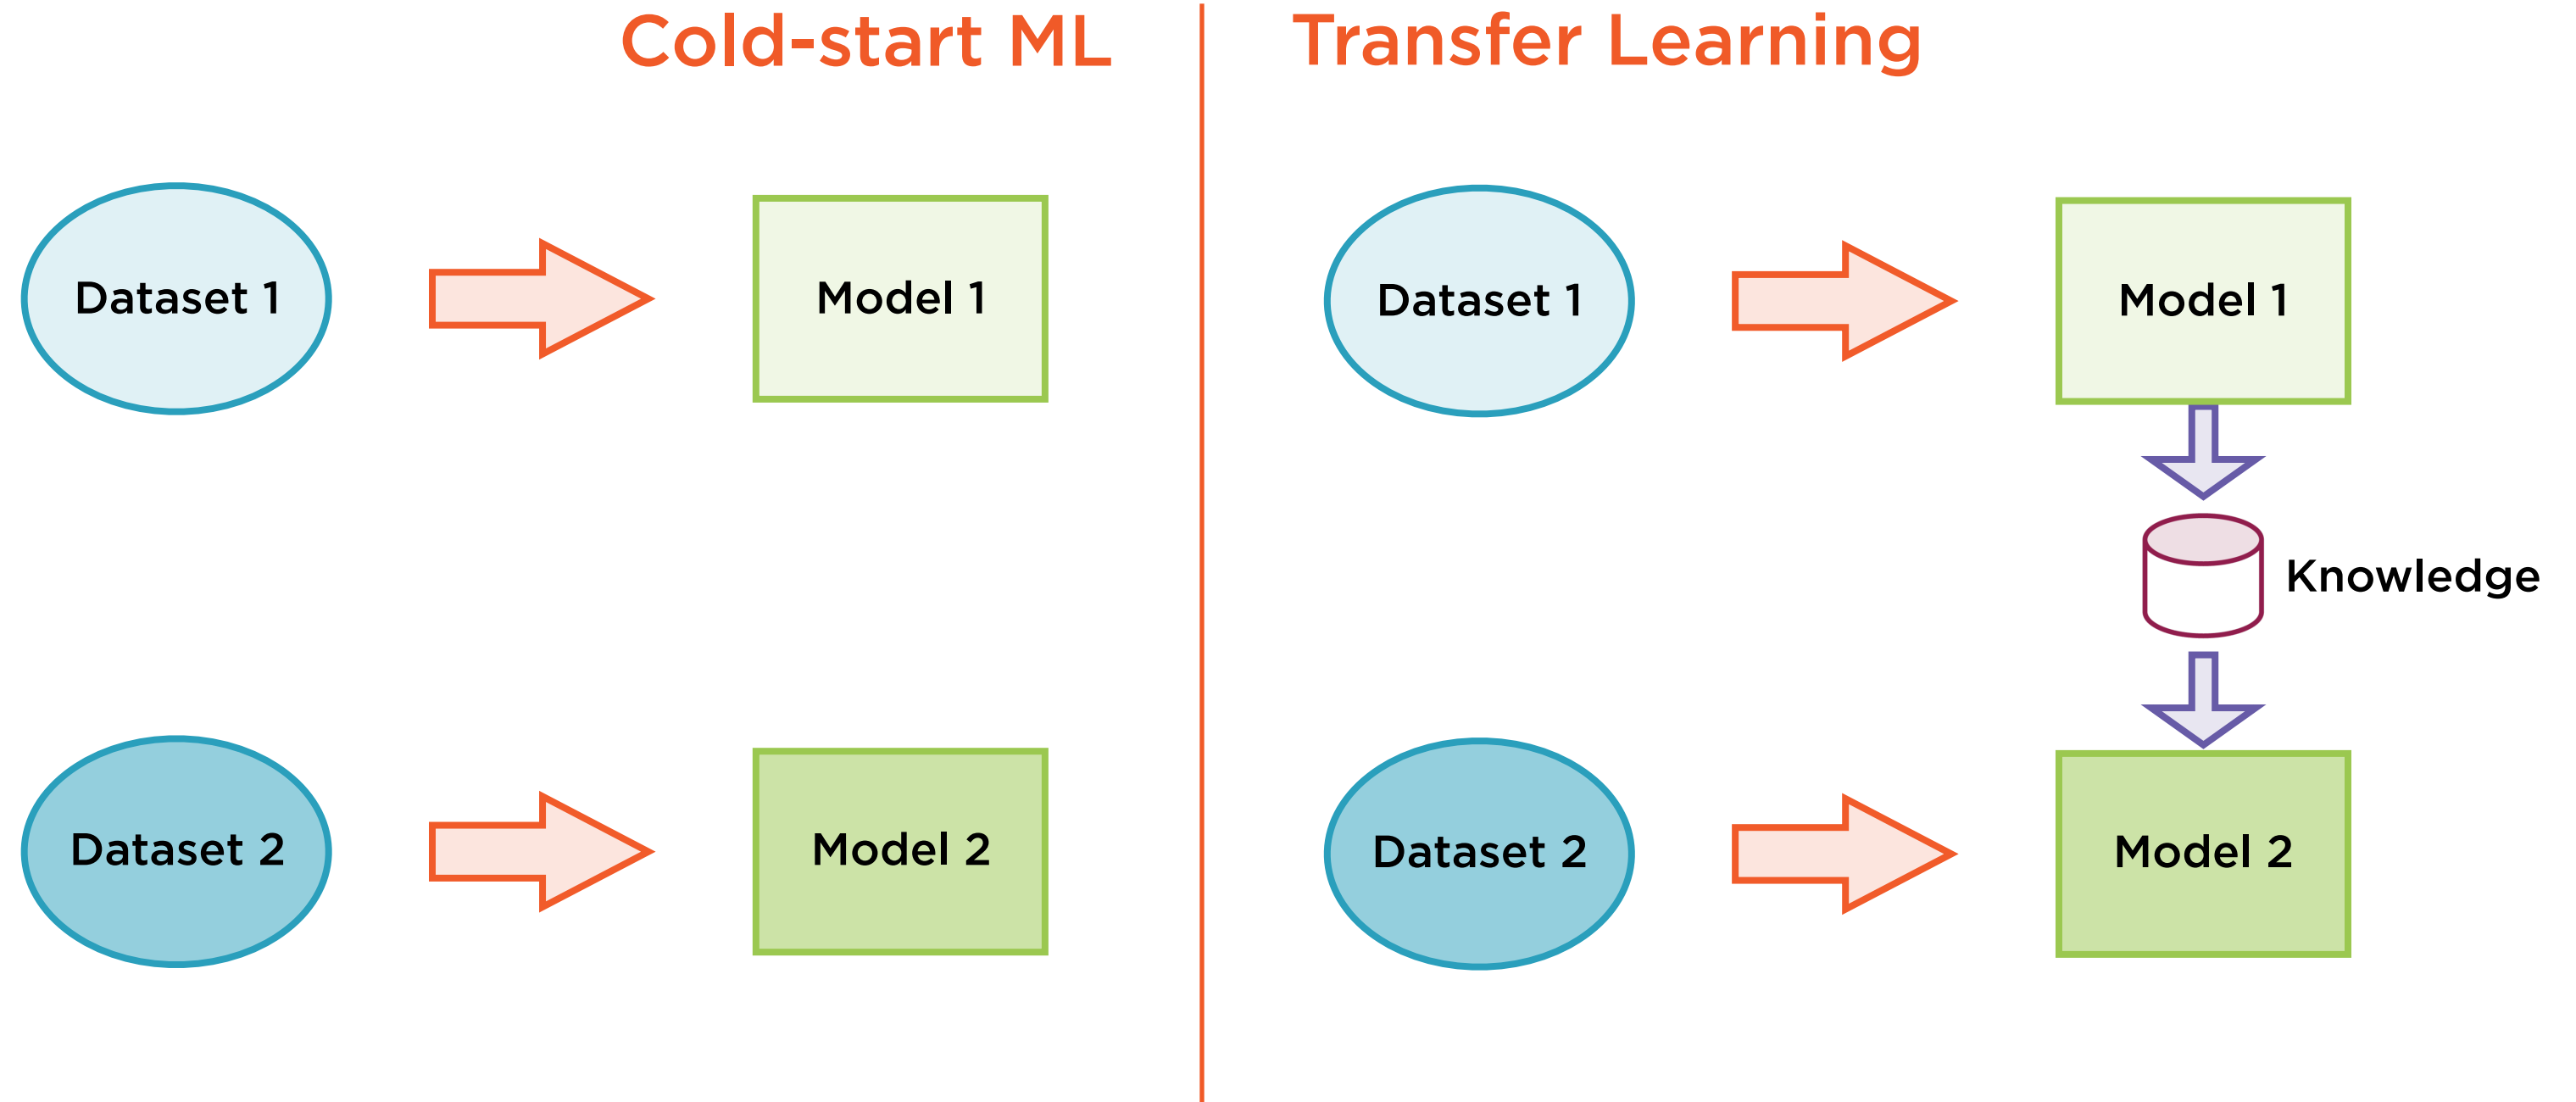 Cold-start ML
Dataset 1
Model 1
Dataset 2
Model 2
Transfer Learning
Dataset 1
Model 1
Knowledge
Dataset 2
Model 2